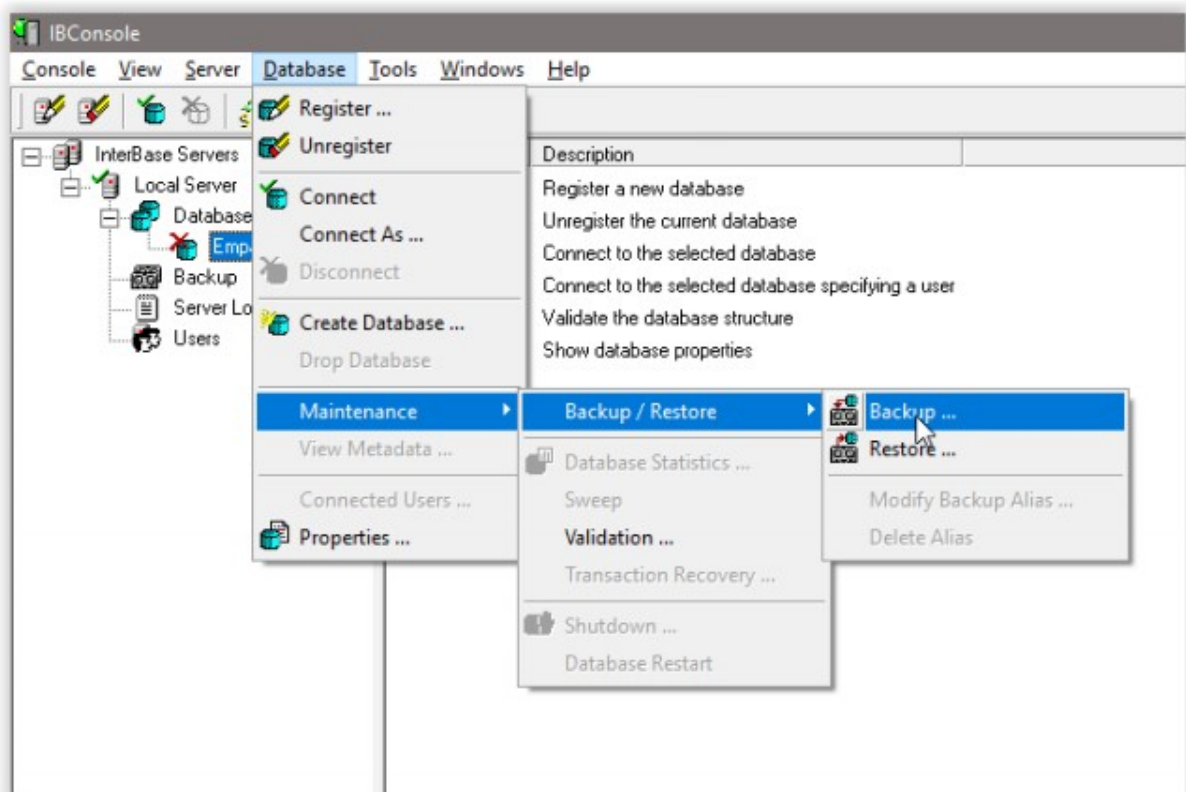 IBConsole
Console View Server Database Tools Windows Help
Register ...
Unregister
Connect
Connect As ...
Disconnect
Create Database ...
Drop Database
Maintenance
View Metadata ...
Connected Users ...
Properties ...
InterBase Servers
Local Server
Database
Emp
Backup
Server Lo
Users
Description
Register a new database
Unregister the current database
Connect to the selected database
Connect to the selected database specifying a user
Validate the database structure
Show database properties
Backup / Restore
Database Statistics ...
Sweep
Validation ...
Transaction Recovery ...
Shutdown ...
Database Restart
Backup ...
Restore ...
Modify Backup Alias ...
Delete Alias